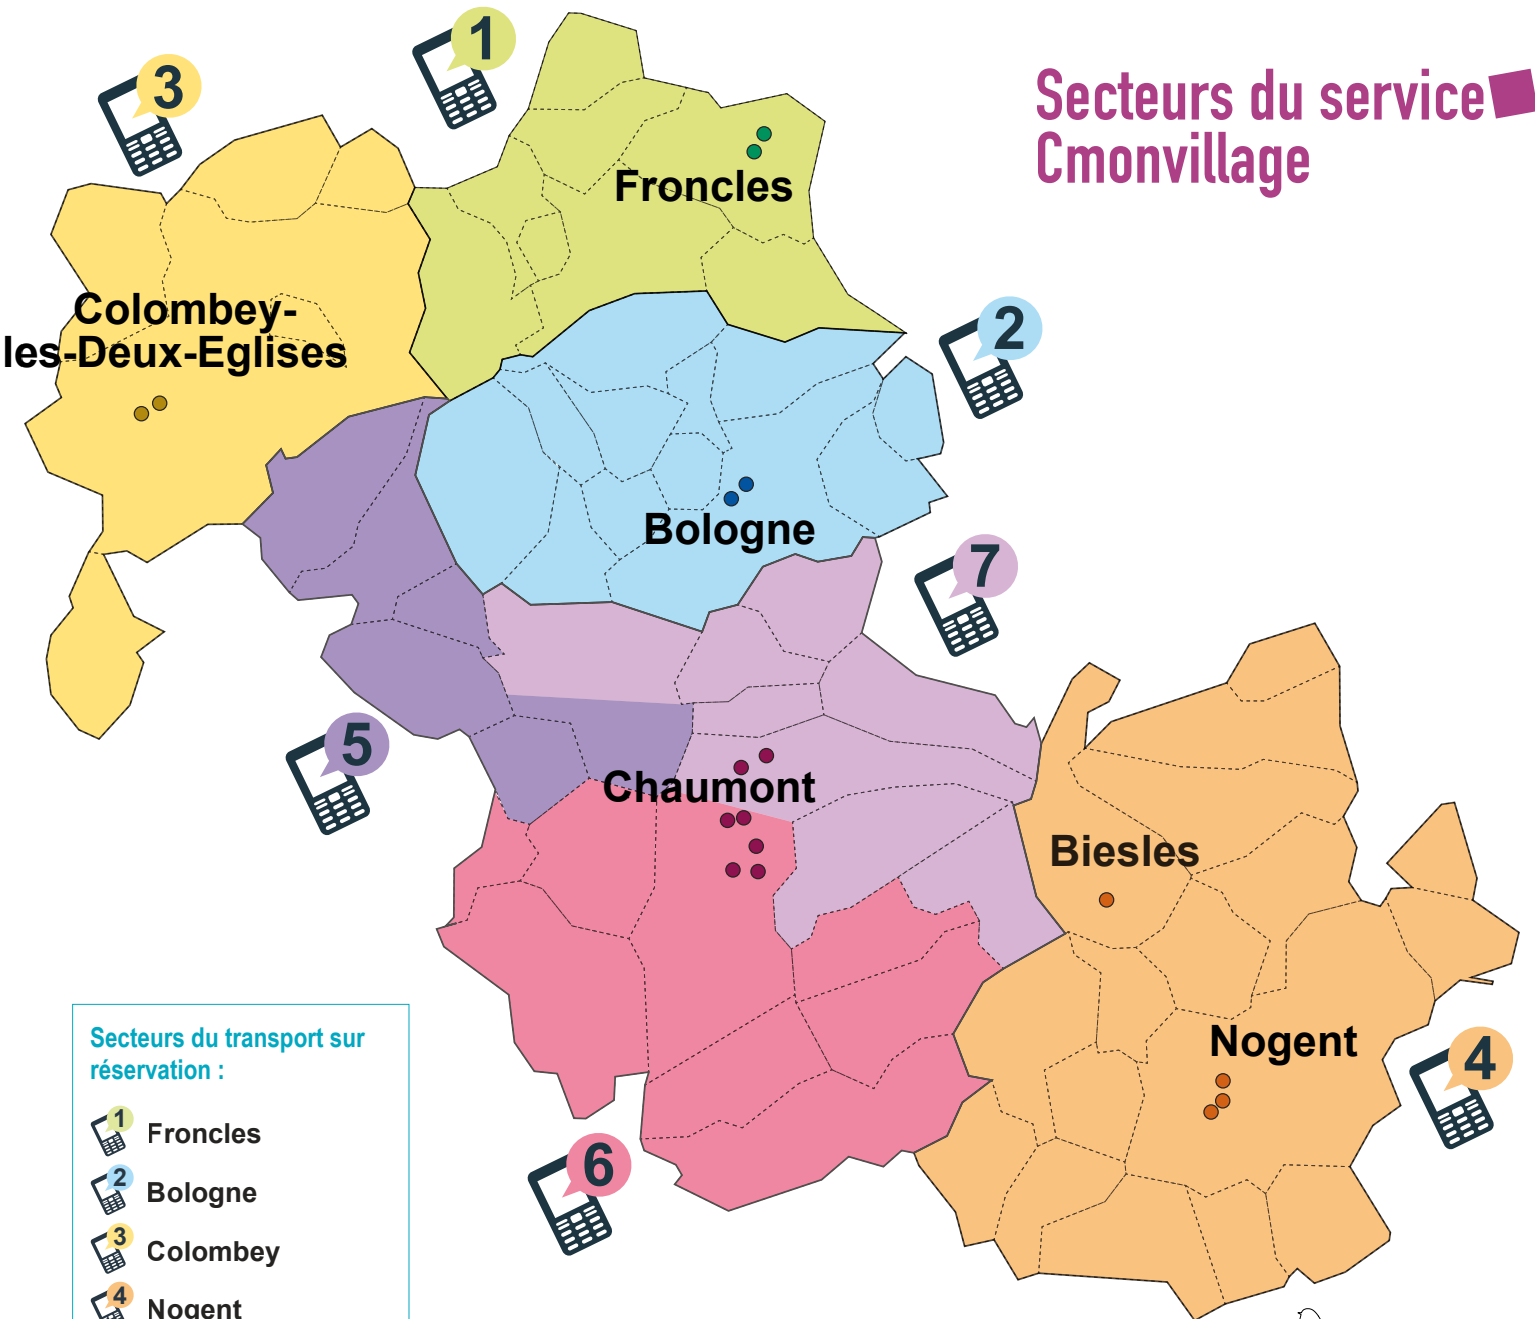 1
3
Secteurs du service
Cmonvillage
Froncles
Colombey-
les-Deux-Eglises
2
Bologne
7
5
Chaumont
Biesles
Nogent
4
6
Secteurs du transport sur
réservation :
1 Froncles
2 Bologne
3 Colombey
4 Nogent